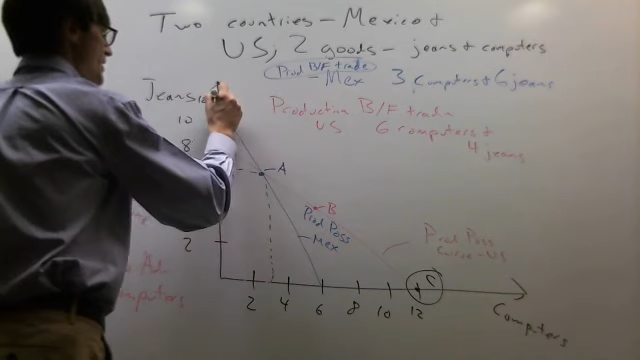 Two countries - Mexico +
US, 2 goods - jeans + computers
Prod B/F trade
- Mex 3 computers + 6 jeans
Jeans
Production B/F trade
US 6 computers +
4 jeans
10
8
A
B
Prod Poss
Mex
Prod Poss
Curve - US
2
computers
2 4 6 8 10 12
C
Computers